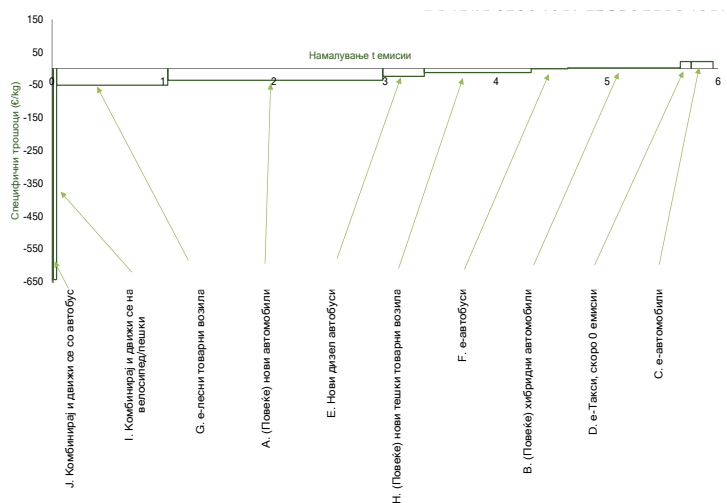 Намалување t емисии
Специфични трошоци (€/kg)
150
50
-50
-150
-250
-350
-450
-550
-650
0
1
2
3
4
5
6
J. Комбинирај и движи се со автобус
I. Комбинирај и движи се на
велосипед/пешки
G. е-лесни товарни возила
A. (Повеќе) нови автомобили
E. Нови дизел автобуси
H. (Повеќе) нови тешки товарни возила
F. е-автобуси
B. (Повеќе) хибридни автомобили
D. е-Такси, скоро 0 емисии
C. е-автомобили